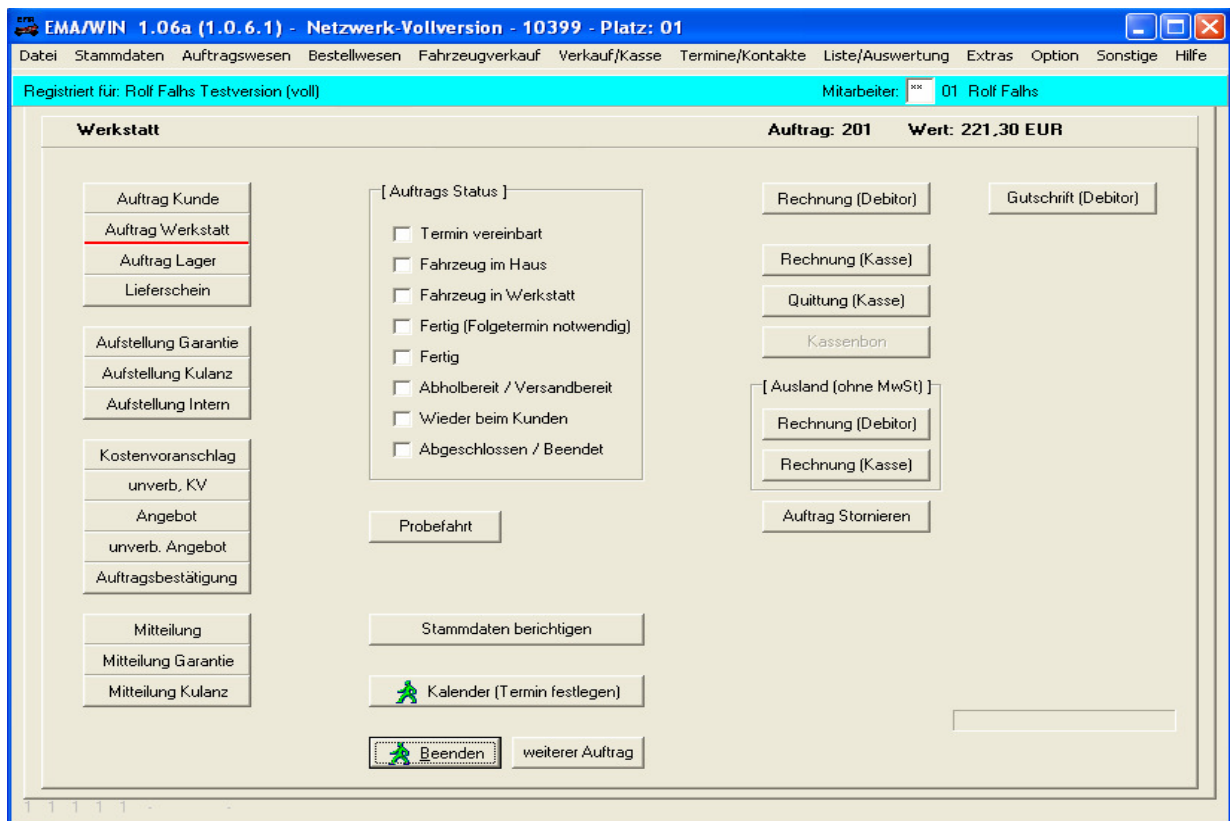 EMA/WIN 1.06a (1.0.6.1) - Netzwerk-Vollversion - 10399 - Platz: 01
Datei Stammdaten Auftragswesen Bestellwesen Fahrzeugverkauf Verkauf/Kasse Termine/Kontakte Liste/Auswertung Extras Option Sonstige Hilfe
Registriert für: Rolf Falhs Testversion (voll) Mitarbeiter: ** 01 Rolf Falhs
Werkstatt Auftrag: 201 Wert: 221,30 EUR
Auftrag Kunde
Auftrag Werkstatt
Auftrag Lager
Lieferschein
Aufstellung Garantie
Aufstellung Kulanz
Aufstellung Intern
Kostenvoranschlag
unverb, KV
Angebot
unverb. Angebot
Auftragsbestätigung
Mitteilung
Mitteilung Garantie
Mitteilung Kulanz
[ Auftrags Status ]
Termin vereinbart
Fahrzeug im Haus
Fahrzeug in Werkstatt
Fertig (Folgetermin notwendig)
Fertig
Abholbereit / Versandbereit
Wieder beim Kunden
Abgeschlossen / Beendet
Probefahrt
Stammdaten berichtigen
Kalender (Termin festlegen)
Beenden weiterer Auftrag
Rechnung (Debitor) Gutschrift (Debitor)
Rechnung (Kasse)
Quittung (Kasse)
Kassenbon
[ Ausland (ohne MwSt) ]
Rechnung (Debitor)
Rechnung (Kasse)
Auftrag Stornieren
1 1 1 1 1 - -